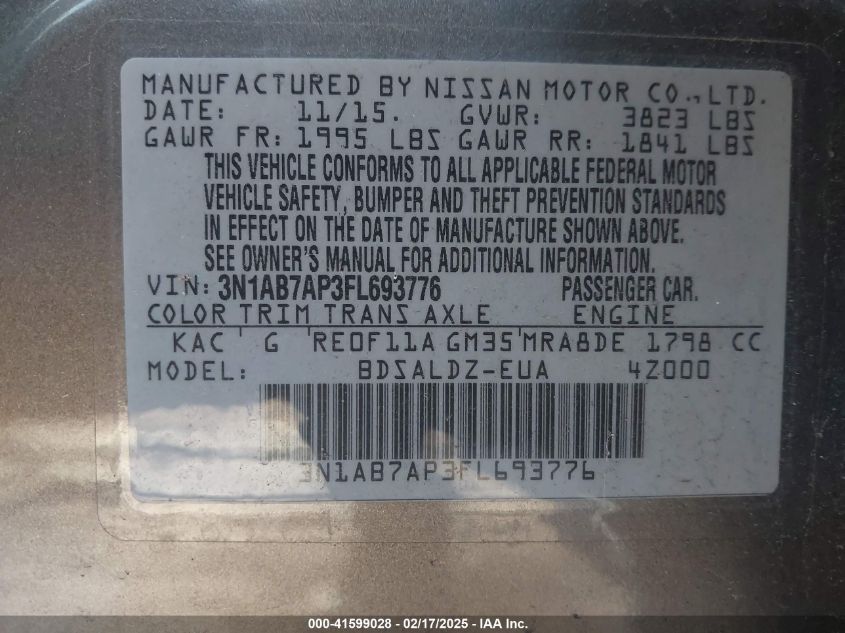 MANUFACTURED BY NISSAN MOTOR CO.,LTD.
DATE: 11/15. GVWR: 3823 LBS
GAWR FR: 1995 LBS GAWR RR: 1841 LBS
THIS VEHICLE CONFORMS TO ALL APPLICABLE FEDERAL MOTOR
VEHICLE SAFETY, BUMPER AND THEFT PREVENTION STANDARDS
IN EFFECT ON THE DATE OF MANUFACTURE SHOWN ABOVE.
SEE OWNER'S MANUAL FOR ADDITIONAL INFORMATION.
VIN: 3N1AB7AP3FL693776 PASSENGER CAR.
COLOR TRIM TRANS AXLE ENGINE
KAC ' G ' RE0F11A GM35'MRA8DE 1798 CC
MODEL: BDSALDZ-EUA 4Z000
3N1AB7AP3FL693776
000-41599028 - 02/17/2025 - IAA Inc.